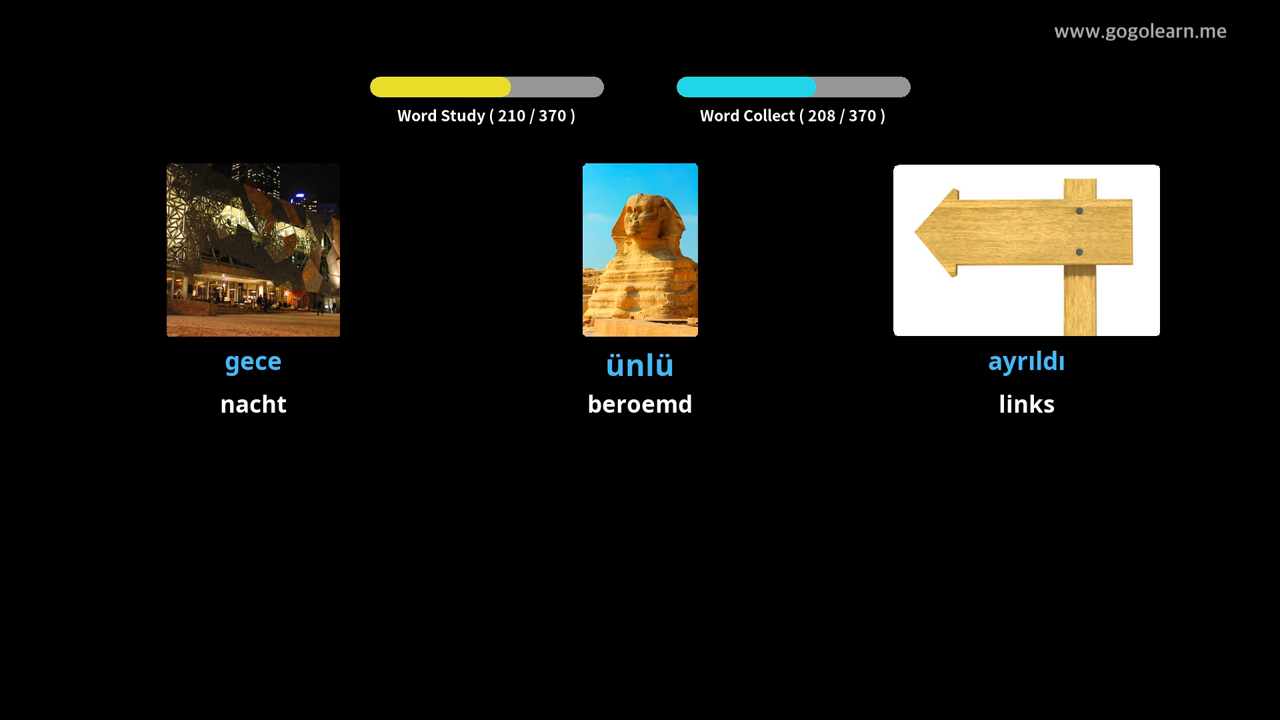 www.gogolearn.me
Word Study ( 210 / 370 )
Word Collect ( 208 / 370 )
gece
ünlü
ayrıldı
nacht
beroemd
links